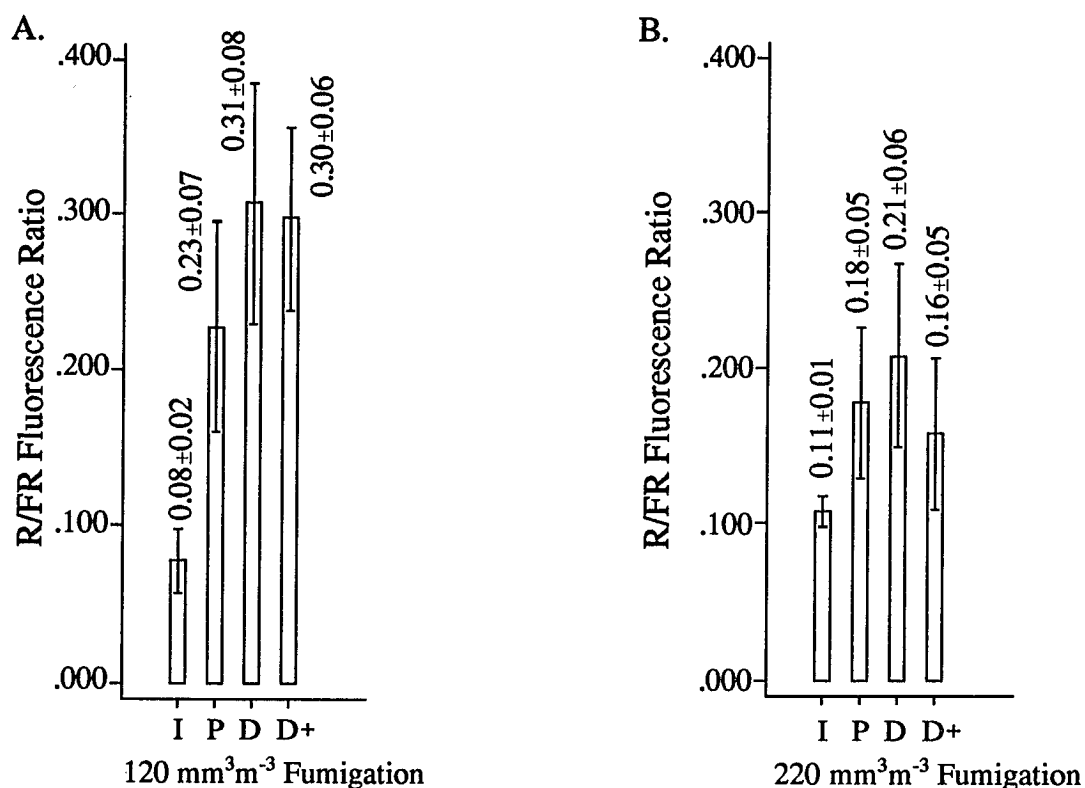 A.
R/FR Fluorescence Ratio
.400
.300
.200
.100
.000
0.08±0.02
0.23±0.07
0.31±0.08
0.30±0.06
I P D D+
120 mm³m⁻³ Fumigation
B.
R/FR Fluorescence Ratio
.400
.300
.200
.100
.000
0.11±0.01
0.18±0.05
0.21±0.06
0.16±0.05
I P D D+
220 mm³m⁻³ Fumigation